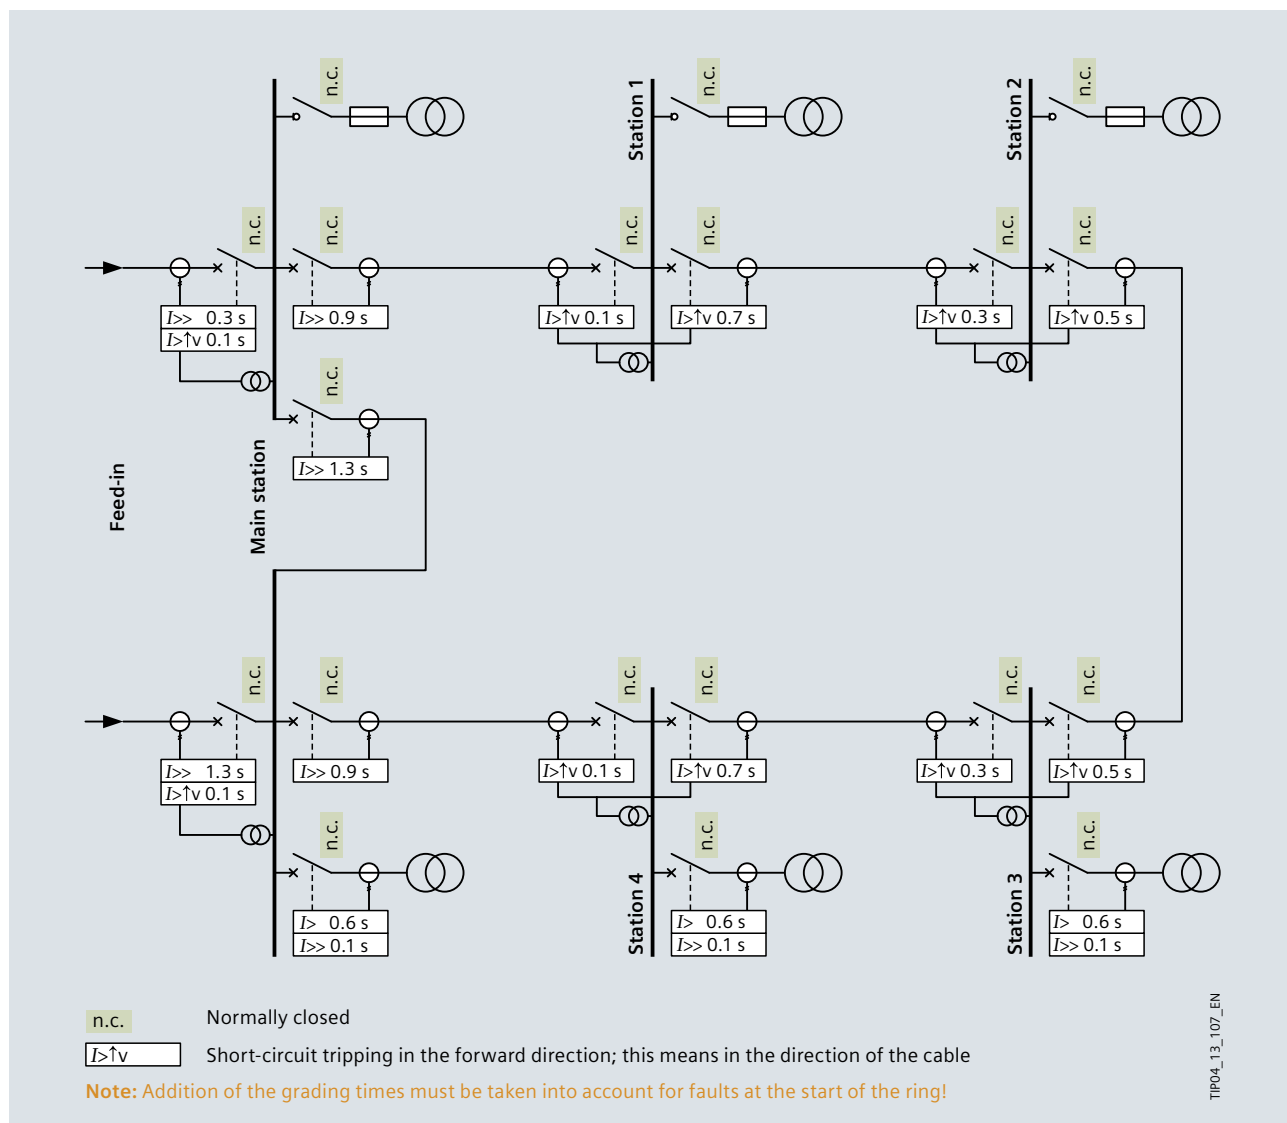 n.c.
Station 1
n.c.
Station 2
n.c.
n.c.
n.c.
n.c.
n.c.
n.c.
n.c.
I>> 0.3 s
I>↑v 0.1 s
I>> 0.9 s
I>↑v 0.1 s
I>↑v 0.7 s
I>↑v 0.3 s
I>↑v 0.5 s
n.c.
I>> 1.3 s
Feed-in
Main station
n.c.
n.c.
n.c.
n.c.
n.c.
n.c.
I>> 1.3 s
I>↑v 0.1 s
I>> 0.9 s
I>↑v 0.1 s
I>↑v 0.7 s
I>↑v 0.3 s
I>↑v 0.5 s
n.c.
n.c.
n.c.
I> 0.6 s
I>> 0.1 s
Station 4
I> 0.6 s
I>> 0.1 s
Station 3
I> 0.6 s
I>> 0.1 s
n.c. Normally closed
I>↑v Short-circuit tripping in the forward direction; this means in the direction of the cable
Note: Addition of the grading times must be taken into account for faults at the start of the ring!
TIP04_13_107_EN